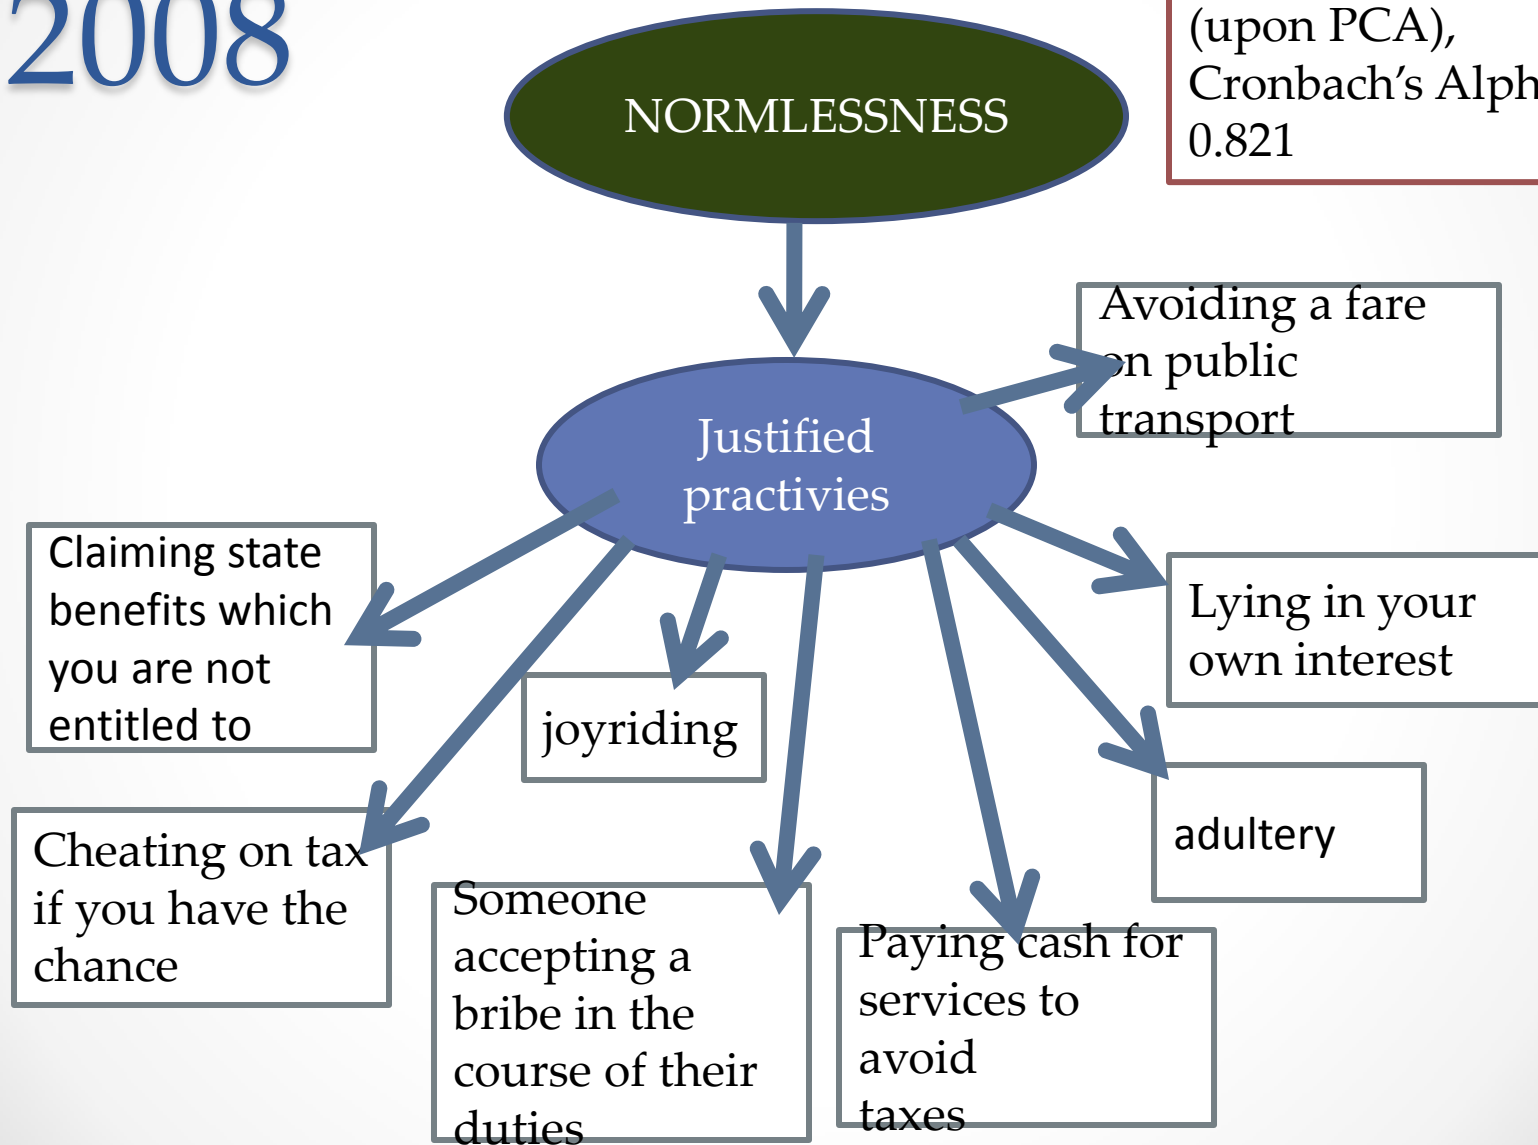 2008
(upon PCA),
Cronbach's Alph
0.821
NORMLESSNESS
Avoiding a fare
on public
transport
Justified
practivies
Claiming state
benefits which
you are not
entitled to
Lying in your
own interest
joyriding
adultery
Cheating on tax
if you have the
chance
Someone
accepting a
bribe in the
course of their
duties
Paying cash for
services to
avoid
taxes